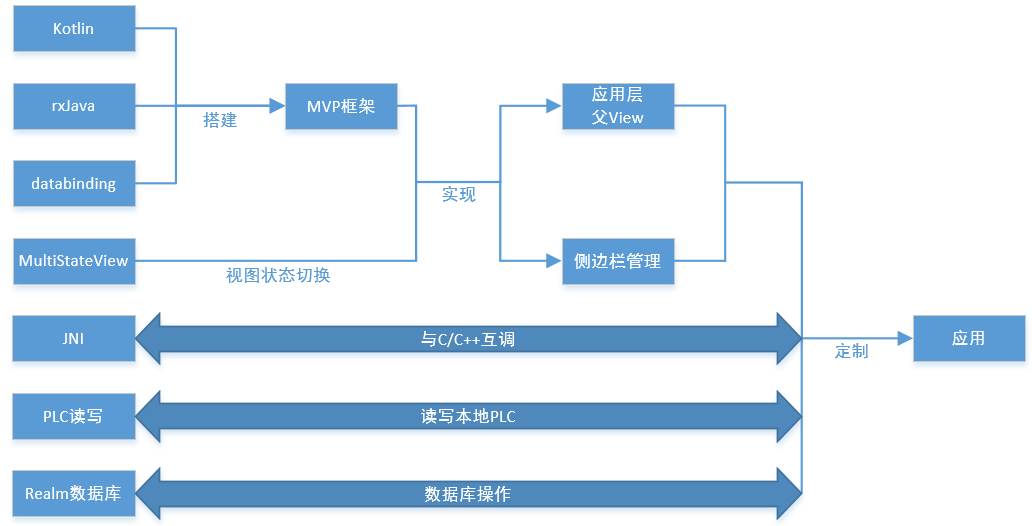 Kotlin
rxJava
搭建
MVP框架
应用层
父View
databinding
实现
MultiStateView
视图状态切换
侧边栏管理
JNI
与C/C++互调
定制
应用
PLC读写
读写本地PLC
Realm数据库
数据库操作